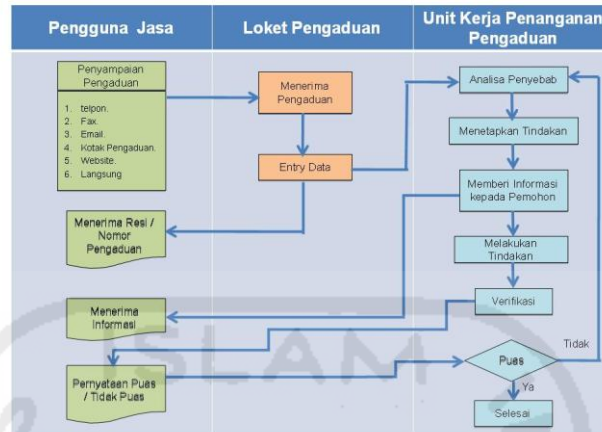 Pengguna Jasa
Loket Pengaduan
Unit Kerja Penanganan
Pengaduan
Penyampaian
Pengaduan
1. telpon.
2. Fax.
3. Email.
4. Kotak Pengaduan.
5. Website.
6. Langsung
Menerima
Pengaduan
Entry Data
Menerima Resi /
Nomor
Pengaduan
Menerima
Informasi
Pernyataan Puas
/ Tidak Puas
Analisa Penyebab
Menetapkan Tindakan
Memberi Informasi
kepada Pemohon
Melakukan
Tindakan
Verifikasi
Puas
Tidak
Ya
Selesai
ISLAM